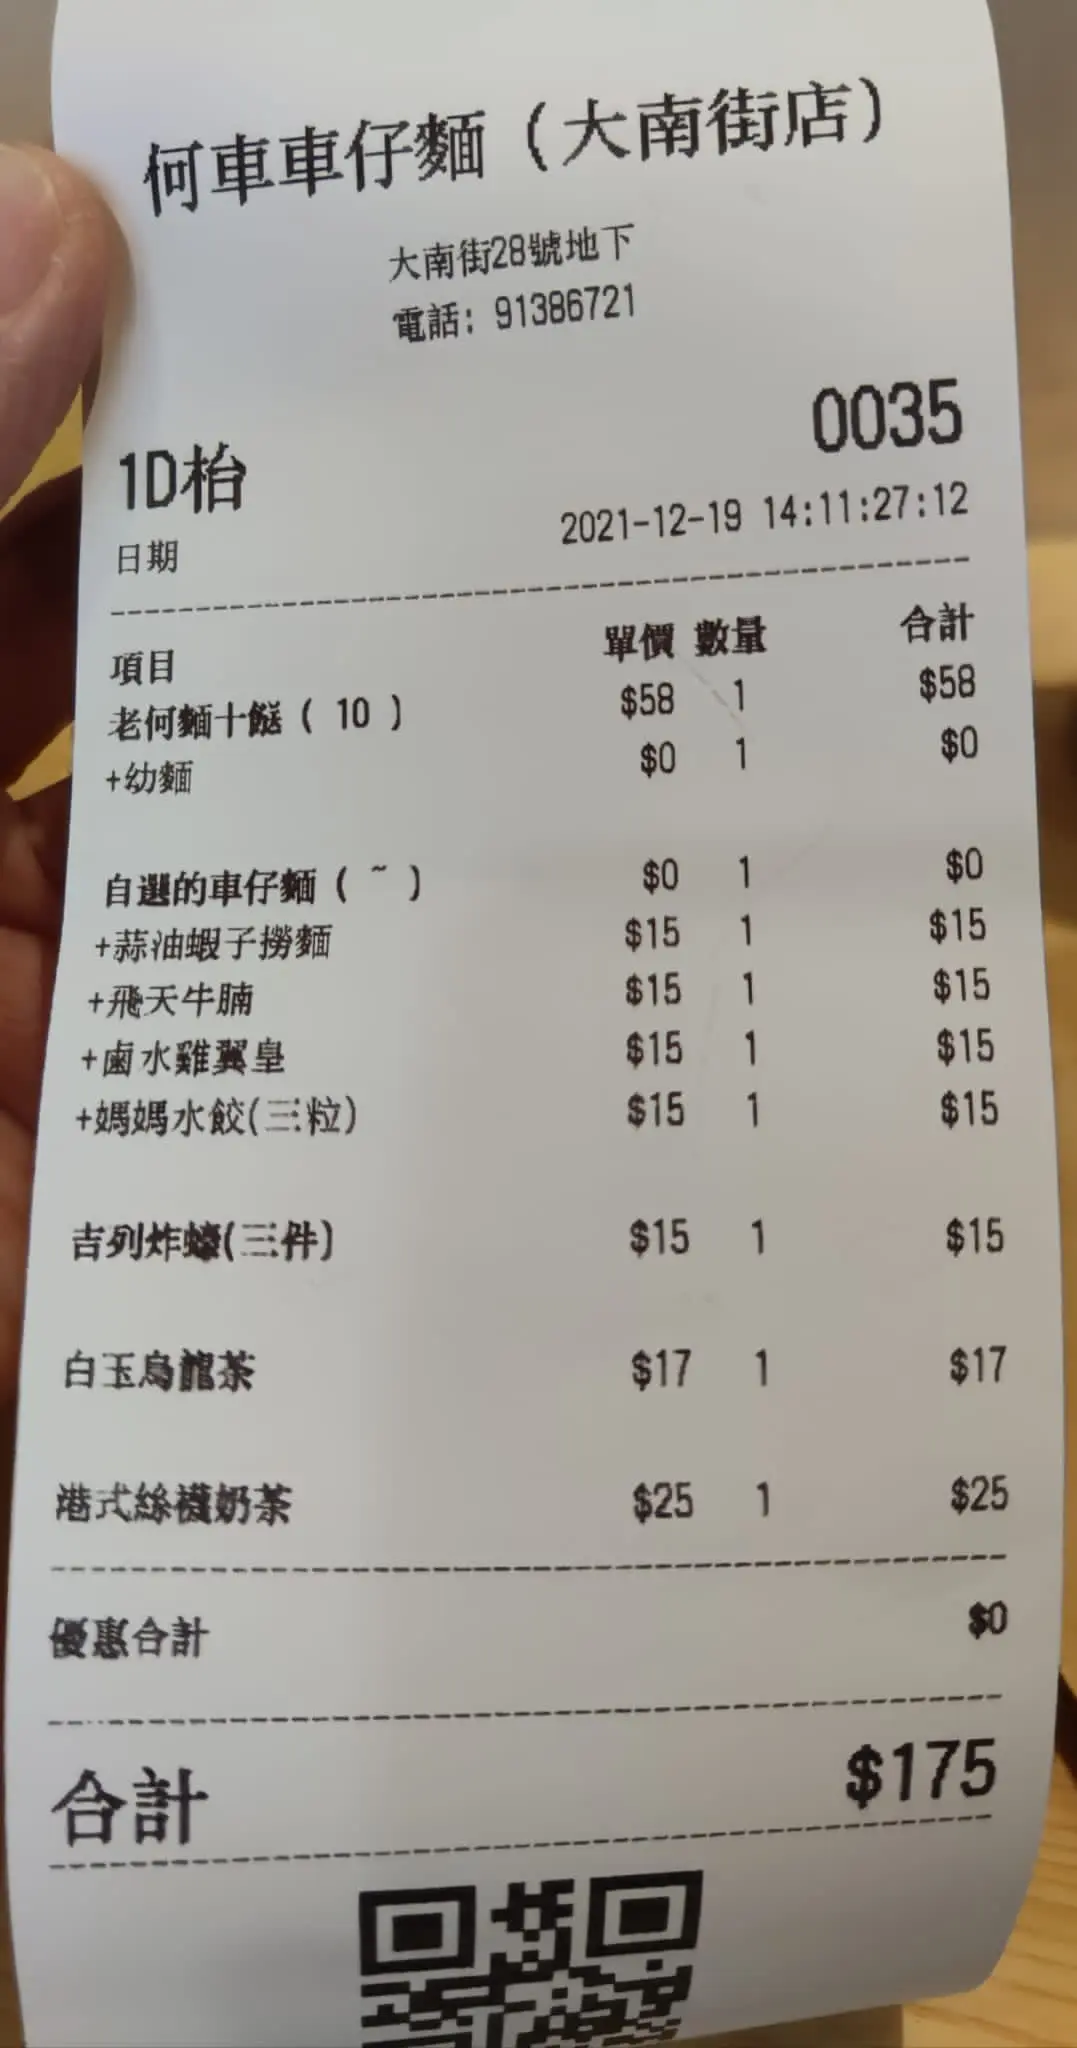 何車車仔麵（大南街店）
大南街28號地下
電話: 91386721
0035
1D枱
日期 2021-12-19 14:11:27:12
項目 單價 數量 合計
老何麵十餸 ( 10 ) $58 1 $58
+幼麵 $0 1 $0
自選的車仔麵 ( ~ ) $0 1 $0
+蒜油蝦子撈麵 $15 1 $15
+飛天牛腩 $15 1 $15
+鹵水雞翼皇 $15 1 $15
+媽媽水餃(三粒) $15 1 $15
吉列炸蠔(三件) $15 1 $15
白玉烏龍茶 $17 1 $17
港式絲襪奶茶 $25 1 $25
優惠合計 $0
合計 $175